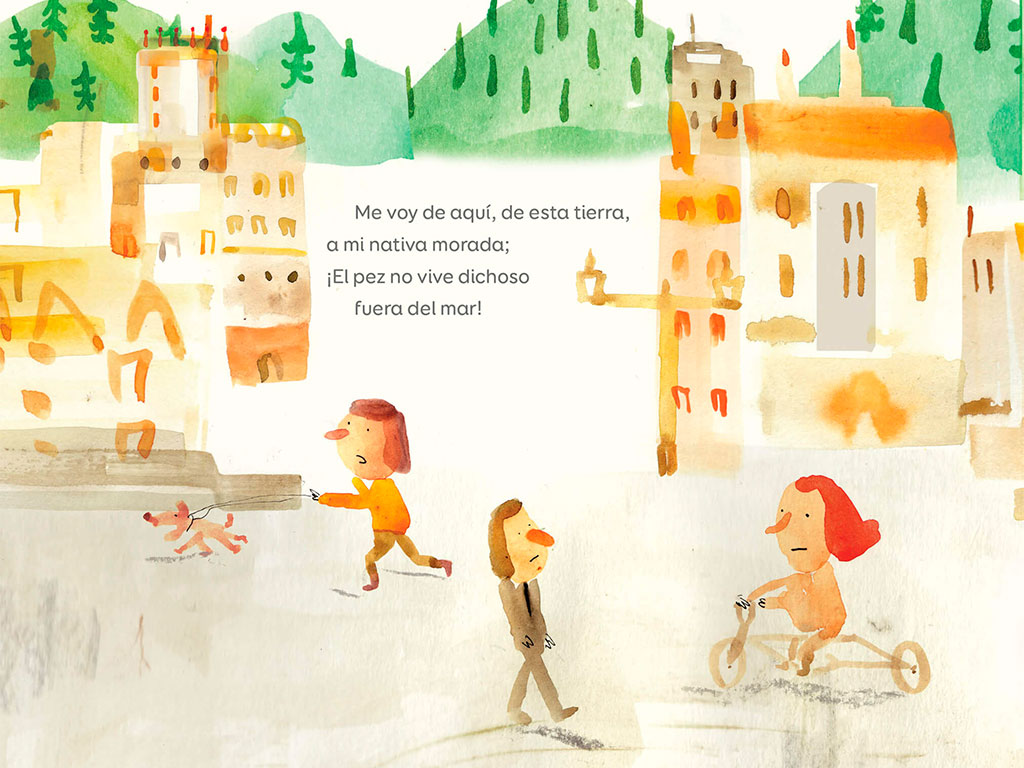 Me voy de aquí, de esta tierra,
a mi nativa morada;
¡El pez no vive dichoso
fuera del mar!